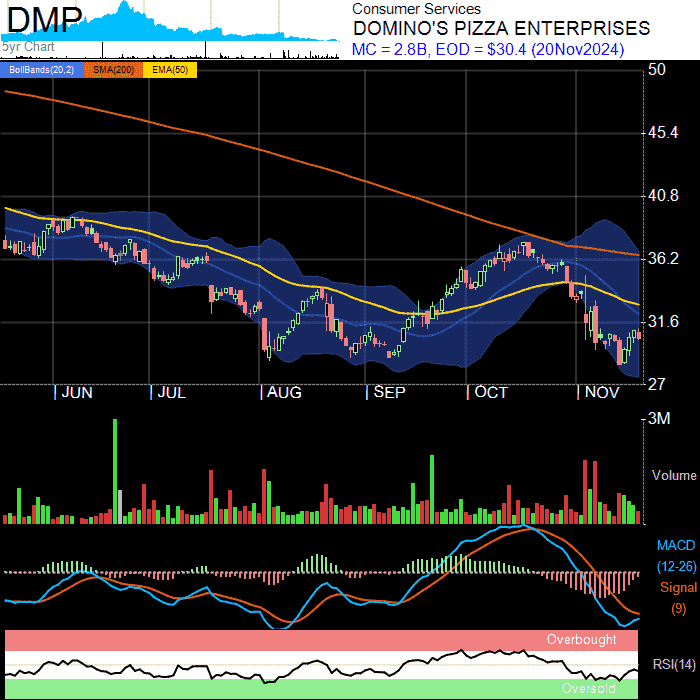 DMP
5yr Chart
Consumer Services
DOMINO'S PIZZA ENTERPRISES
MC = 2.8B, EOD = $30.4 (20Nov2024)
BollBands(20,2) SMA(200) EMA(50)
50
45.4
40.8
36.2
31.6
27
JUN JUL AUG SEP OCT NOV
3M
Volume
MACD
(12-26)
Signal
(9)
Overbought
RSI(14)
Oversold